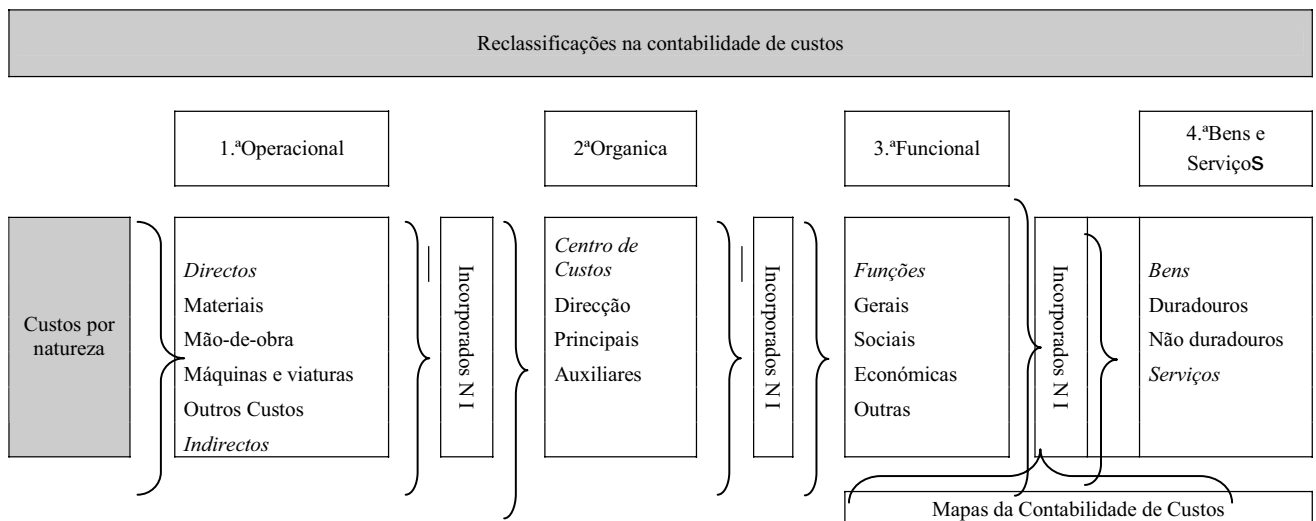 Reclassificações na contabilidade de custos
1.ªOperacional
2ªOrganica
3.ªFuncional
4.ªBens e
ServiçoS
Custos por
natureza
Directos
Materiais
Mão-de-obra
Máquinas e viaturas
Outros Custos
Indirectos
Incorporados N I
Centro de
Custos
Direcção
Principais
Auxiliares
Incorporados N I
Funções
Gerais
Sociais
Económicas
Outras
Incorporados N I
Bens
Duradouros
Não duradouros
Serviços
Mapas da Contabilidade de Custos